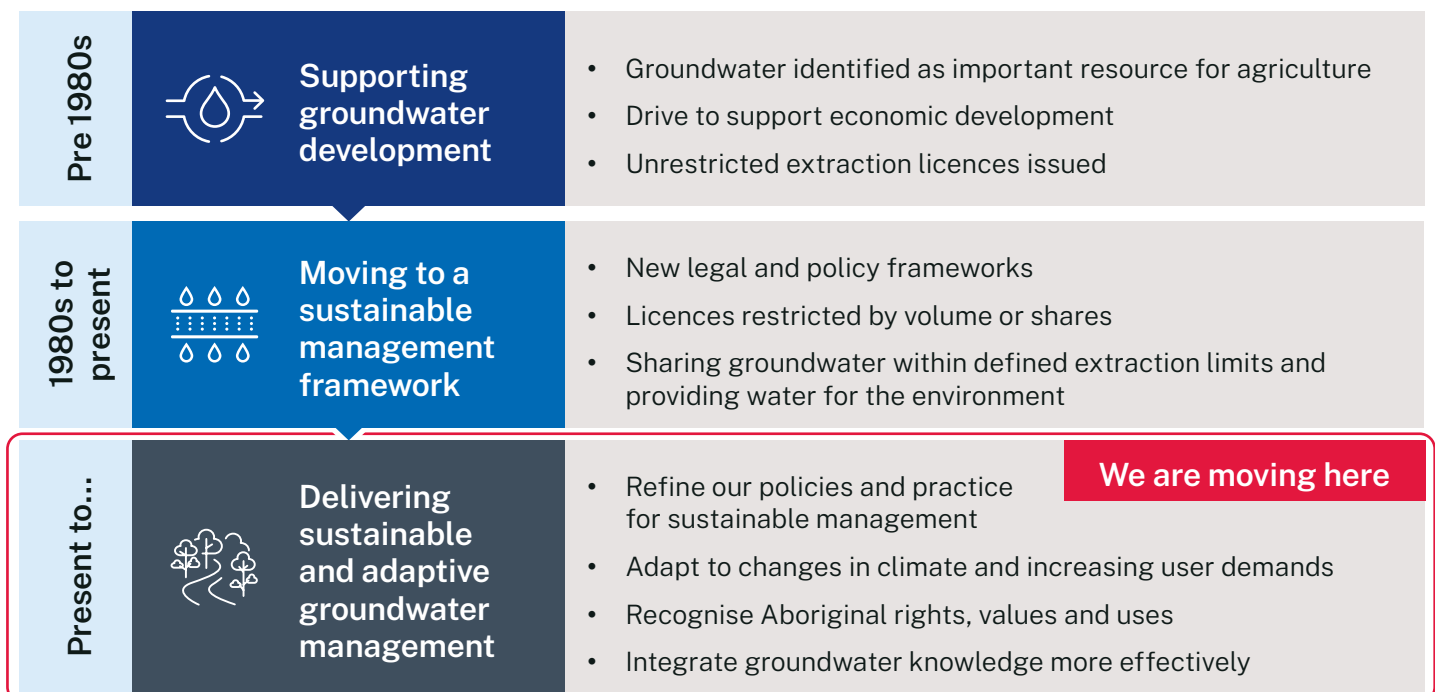 Pre 1980s
Supporting
groundwater
development
• Groundwater identified as important resource for agriculture
• Drive to support economic development
• Unrestricted extraction licences issued
1980s to
present
Moving to a
sustainable
management
framework
• New legal and policy frameworks
• Licences restricted by volume or shares
• Sharing groundwater within defined extraction limits and
providing water for the environment
Present to...
Delivering
sustainable
and adaptive
groundwater
management
We are moving here
• Refine our policies and practice
for sustainable management
• Adapt to changes in climate and increasing user demands
• Recognise Aboriginal rights, values and uses
• Integrate groundwater knowledge more effectively